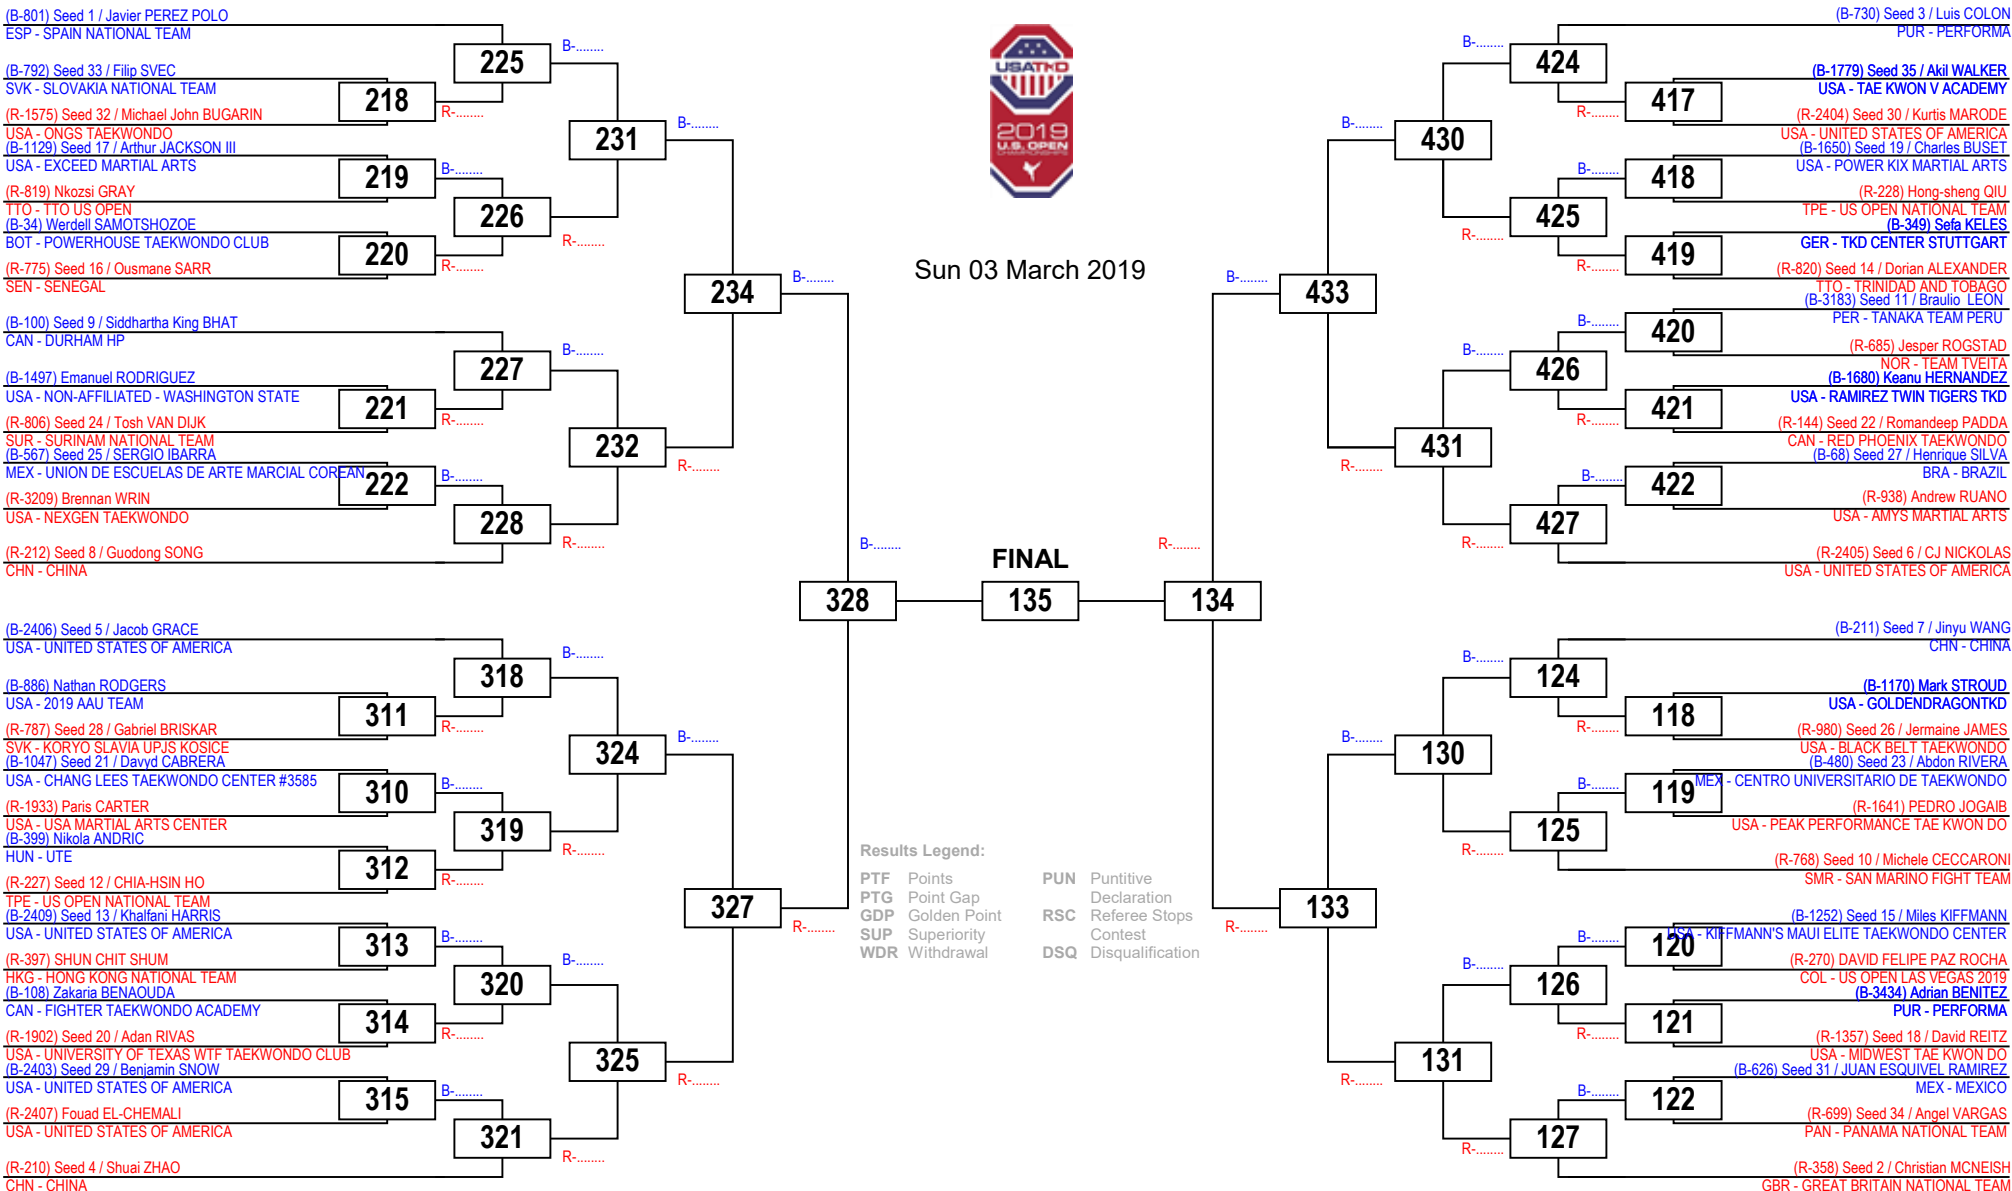 (B-801) Seed 1 / Javier PEREZ POLO
ESP - SPAIN NATIONAL TEAM
B-........
225
(B-792) Seed 33 / Filip SVEC
SVK - SLOVAKIA NATIONAL TEAM
218
R-........
(R-1575) Seed 32 / Michael John BUGARIN
USA - ONGS TAEKWONDO
231
B-........
(B-1129) Seed 17 / Arthur JACKSON III
USA - EXCEED MARTIAL ARTS
219
B-........
(R-819) Nkozsi GRAY
TTO - TTO US OPEN
226
(B-34) Werdell SAMOTSHOZOE
BOT - POWERHOUSE TAEKWONDO CLUB
220
R-........
R-........
(R-775) Seed 16 / Ousmane SARR
SEN - SENEGAL
234
B-........
(B-100) Seed 9 / Siddhartha King BHAT
CAN - DURHAM HP
B-........
227
(B-1497) Emanuel RODRIGUEZ
USA - NON-AFFILIATED - WASHINGTON STATE
221
R-........
(R-806) Seed 24 / Tosh VAN DIJK
SUR - SURINAM NATIONAL TEAM
232
R-........
(B-567) Seed 25 / SERGIO IBARRA
MEX - UNION DE ESCUELAS DE ARTE MARCIAL COREAN
222
B-........
(R-3209) Brennan WRIN
USA - NEXGEN TAEKWONDO
228
R-........
(R-212) Seed 8 / Guodong SONG
CHN - CHINA
B-........
328
(B-2406) Seed 5 / Jacob GRACE
USA - UNITED STATES OF AMERICA
B-........
318
(B-886) Nathan RODGERS
USA - 2019 AAU TEAM
311
R-........
(R-787) Seed 28 / Gabriel BRISKAR
SVK - KORYO SLAVIA UPJS KOSICE
324
B-........
(B-1047) Seed 21 / Davyd CABRERA
USA - CHANG LEES TAEKWONDO CENTER #3585
310
B-........
(R-1933) Paris CARTER
USA - USA MARTIAL ARTS CENTER
319
R-........
(B-399) Nikola ANDRIC
HUN - UTE
312
R-........
(R-227) Seed 12 / CHIA-HSIN HO
TPE - US OPEN NATIONAL TEAM
327
R-........
(B-2409) Seed 13 / Khalfani HARRIS
USA - UNITED STATES OF AMERICA
313
B-........
(R-397) SHUN CHIT SHUM
HKG - HONG KONG NATIONAL TEAM
B-........
320
(B-108) Zakaria BENAOUDA
CAN - FIGHTER TAEKWONDO ACADEMY
314
R-........
(R-1902) Seed 20 / Adan RIVAS
USA - UNIVERSITY OF TEXAS WTF TAEKWONDO CLUB
325
R-........
(B-2403) Seed 29 / Benjamin SNOW
USA - UNITED STATES OF AMERICA
315
B-........
(R-2407) Fouad EL-CHEMALI
USA - UNITED STATES OF AMERICA
321
R-........
(R-210) Seed 4 / Shuai ZHAO
CHN - CHINA
USATKD
2019
U.S. OPEN
CHAMPIONSHIPS
Sun 03 March 2019
FINAL
135
Results Legend:
PTF Points
PTG Point Gap
GDP Golden Point
SUP Superiority
WDR Withdrawal
PUN Puntitive
Declaration
RSC Referee Stops
Contest
DSQ Disqualification
(B-730) Seed 3 / Luis COLON
PUR - PERFORMA
B-........
424
(B-1779) Seed 35 / Akil WALKER
USA - TAE KWON V ACADEMY
R-........
417
(R-2404) Seed 30 / Kurtis MARODE
USA - UNITED STATES OF AMERICA
B-........
430
(B-1650) Seed 19 / Charles BUSET
USA - POWER KIX MARTIAL ARTS
B-........
418
(R-228) Hong-sheng QIU
TPE - US OPEN NATIONAL TEAM
R-........
425
(B-349) Sefa KELES
GER - TKD CENTER STUTTGART
R-........
419
(R-820) Seed 14 / Dorian ALEXANDER
TTO - TRINIDAD AND TOBAGO
B-........
433
(B-3183) Seed 11 / Braulio LEON
PER - TANAKA TEAM PERU
B-........
420
(R-685) Jesper ROGSTAD
NOR - TEAM TVEITA
B-........
426
(B-1680) Keanu HERNANDEZ
USA - RAMIREZ TWIN TIGERS TKD
R-........
421
(R-144) Seed 22 / Romandeep PADDA
CAN - RED PHOENIX TAEKWONDO
R-........
431
(B-68) Seed 27 / Henrique SILVA
BRA - BRAZIL
B-........
422
(R-938) Andrew RUANO
USA - AMYS MARTIAL ARTS
R-........
427
(R-2405) Seed 6 / CJ NICKOLAS
USA - UNITED STATES OF AMERICA
R-........
134
(B-211) Seed 7 / Jinyu WANG
CHN - CHINA
B-........
124
(B-1170) Mark STROUD
USA - GOLDENDRAGONTKD
R-........
118
(R-980) Seed 26 / Jermaine JAMES
USA - BLACK BELT TAEKWONDO
B-........
130
(B-480) Seed 23 / Abdon RIVERA
MEX - CENTRO UNIVERSITARIO DE TAEKWONDO
B-........
119
(R-1641) PEDRO JOGAIB
USA - PEAK PERFORMANCE TAE KWON DO
R-........
125
(R-768) Seed 10 / Michele CECCARONI
SMR - SAN MARINO FIGHT TEAM
R-........
133
(B-1252) Seed 15 / Miles KIFFMANN
USA - KIFFMANN'S MAUI ELITE TAEKWONDO CENTER
B-........
120
(R-270) DAVID FELIPE PAZ ROCHA
COL - US OPEN LAS VEGAS 2019
B-........
126
(B-3434) Adrian BENITEZ
PUR - PERFORMA
R-........
121
(R-1357) Seed 18 / David REITZ
USA - MIDWEST TAE KWON DO
R-........
131
(B-626) Seed 31 / JUAN ESQUIVEL RAMIREZ
MEX - MEXICO
B-........
122
(R-699) Seed 34 / Angel VARGAS
PAN - PANAMA NATIONAL TEAM
R-........
127
(R-358) Seed 2 / Christian MCNEISH
GBR - GREAT BRITAIN NATIONAL TEAM